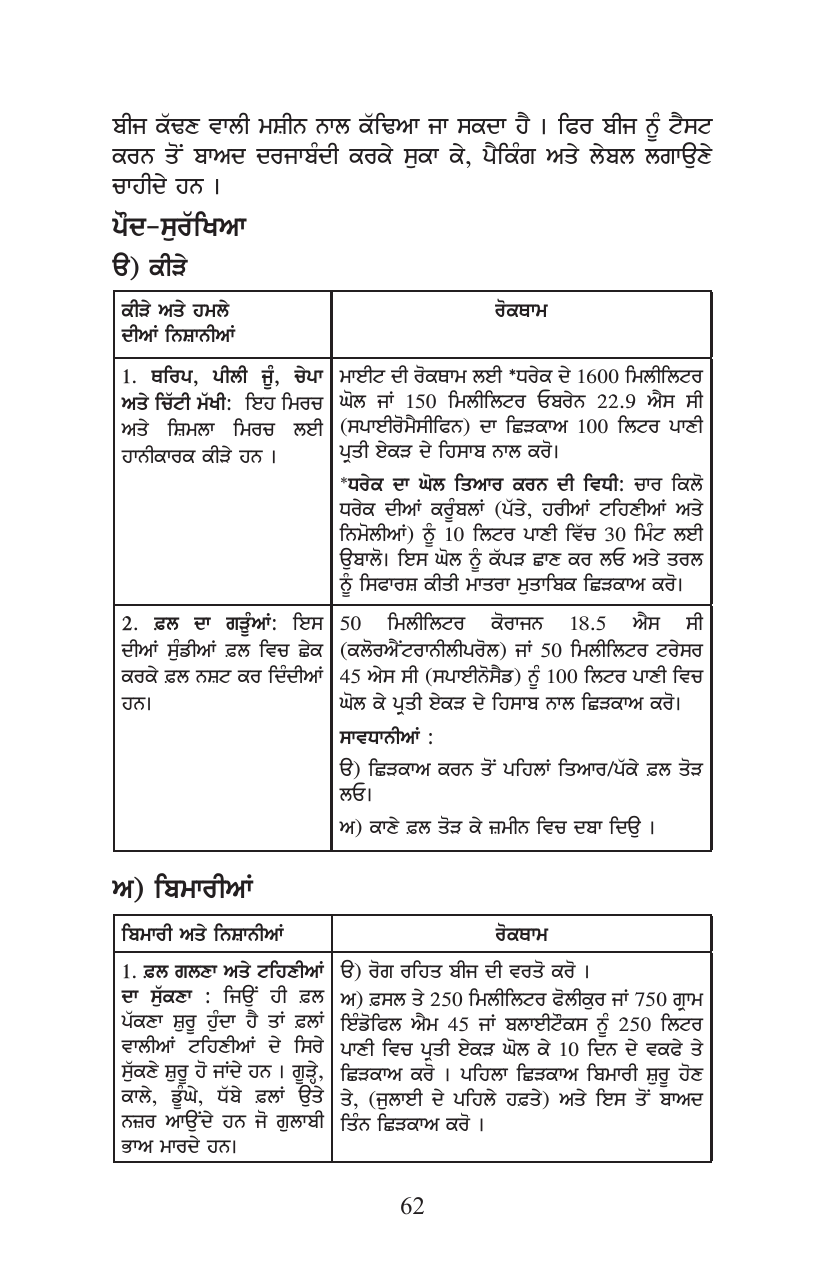 ਬੀਜ ਕੱਢਣ ਵਾਲੀ ਮਸ਼ੀਨ ਨਾਲ ਕੱਢਿਆ ਜਾ ਸਕਦਾ ਹੈ । ਫਿਰ ਬੀਜ ਨੂੰ ਟੈਸਟ
ਕਰਨ ਤੋਂ ਬਾਅਦ ਦਰਜਾਬੰਦੀ ਕਰਕੇ ਸੁਕਾ ਕੇ, ਪੈਕਿੰਗ ਅਤੇ ਲੇਬਲ ਲਗਾਉਣੇ
ਚਾਹੀਦੇ ਹਨ ।
ਪੌਦ-ਸੁਰੱਖਿਆ
ੳ) ਕੀੜੇ
ਕੀੜੇ ਅਤੇ ਹਮਲੇ
ਦੀਆਂ ਨਿਸ਼ਾਨੀਆਂ
ਰੋਕਥਾਮ
1. ਥਰਿਪ, ਪੀਲੀ ਜੂੰ, ਚੇਪਾ
ਅਤੇ ਚਿੱਟੀ ਮੱਖੀ: ਇਹ ਮਿਰਚ
ਅਤੇ ਸ਼ਿਮਲਾ ਮਿਰਚ ਲਈ
ਹਾਨੀਕਾਰਕ ਕੀੜੇ ਹਨ ।
ਮਾਈਟ ਦੀ ਰੋਕਥਾਮ ਲਈ *ਧਰੇਕ ਦੇ 1600 ਮਿਲੀਲਿਟਰ
ਘੋਲ ਜਾਂ 150 ਮਿਲੀਲਿਟਰ ਓਬਰੇਨ 22.9 ਐਸ ਸੀ
(ਸਪਾਈਰੋਮੈਸੀਫਿਨ) ਦਾ ਛਿੜਕਾਅ 100 ਲਿਟਰ ਪਾਣੀ
ਪ੍ਰਤੀ ਏਕੜ ਦੇ ਹਿਸਾਬ ਨਾਲ ਕਰੋ।
*ਧਰੇਕ ਦਾ ਘੋਲ ਤਿਆਰ ਕਰਨ ਦੀ ਵਿਧੀ: ਚਾਰ ਕਿਲੋ
ਧਰੇਕ ਦੀਆਂ ਕਰੂੰਬਲਾਂ (ਪੱਤੇ, ਹਰੀਆਂ ਟਹਿਣੀਆਂ ਅਤੇ
ਨਿਮੋਲੀਆਂ) ਨੂੰ 10 ਲਿਟਰ ਪਾਣੀ ਵਿੱਚ 30 ਮਿੰਟ ਲਈ
ਉਬਾਲੋ। ਇਸ ਘੋਲ ਨੂੰ ਕੱਪੜ ਛਾਣ ਕਰ ਲਓ ਅਤੇ ਤਰਲ
ਨੂੰ ਸਿਫਾਰਸ਼ ਕੀਤੀ ਮਾਤਰਾ ਮੁਤਾਬਿਕ ਛਿੜਕਾਅ ਕਰੋ।
2. ਫ਼ਲ ਦਾ ਗੜੂੰਆਂ: ਇਸ
ਦੀਆਂ ਸੁੰਡੀਆਂ ਫ਼ਲ ਵਿਚ ਛੇਕ
ਕਰਕੇ ਫ਼ਲ ਨਸ਼ਟ ਕਰ ਦਿੰਦੀਆਂ
ਹਨ।
50 ਮਿਲੀਲਿਟਰ ਕੋਰਾਜਨ 18.5 ਐਸ ਸੀ
(ਕਲੋਰਐਂਟਰਾਨੀਲੀਪਰੋਲ) ਜਾਂ 50 ਮਿਲੀਲਿਟਰ ਟਰੇਸਰ
45 ਐਸ ਸੀ (ਸਪਾਈਨੋਸੈਡ) ਨੂੰ 100 ਲਿਟਰ ਪਾਣੀ ਵਿਚ
ਘੋਲ ਕੇ ਪ੍ਰਤੀ ਏਕੜ ਦੇ ਹਿਸਾਬ ਨਾਲ ਛਿੜਕਾਅ ਕਰੋ।
ਸਾਵਧਾਨੀਆਂ :
ੳ) ਛਿੜਕਾਅ ਕਰਨ ਤੋਂ ਪਹਿਲਾਂ ਤਿਆਰ/ਪੱਕੇ ਫ਼ਲ ਤੋੜ
ਲਓ।
ਅ) ਕਾਣੇ ਫ਼ਲ ਤੋੜ ਕੇ ਜ਼ਮੀਨ ਵਿਚ ਦਬਾ ਦਿਉ ।
ਅ) ਬਿਮਾਰੀਆਂ
ਬਿਮਾਰੀ ਅਤੇ ਨਿਸ਼ਾਨੀਆਂ
ਰੋਕਥਾਮ
1. ਫ਼ਲ ਗਲਣਾ ਅਤੇ ਟਹਿਣੀਆਂ
ਦਾ ਸੁੱਕਣਾ : ਜਿਉਂ ਹੀ ਫ਼ਲ
ਪੱਕਣਾ ਸ਼ੁਰੂ ਹੁੰਦਾ ਹੈ ਤਾਂ ਫ਼ਲਾਂ
ਵਾਲੀਆਂ ਟਹਿਣੀਆਂ ਦੇ ਸਿਰੇ
ਸੁੱਕਣੇ ਸ਼ੁਰੂ ਹੋ ਜਾਂਦੇ ਹਨ । ਗੂੜ੍ਹੇ,
ਕਾਲੇ, ਡੂੰਘੇ, ਧੱਬੇ ਫ਼ਲਾਂ ਉਤੇ
ਨਜ਼ਰ ਆਉਂਦੇ ਹਨ ਜੋ ਗੁਲਾਬੀ
ਭਾਅ ਮਾਰਦੇ ਹਨ।
ੳ) ਰੋਗ ਰਹਿਤ ਬੀਜ ਦੀ ਵਰਤੋ ਕਰੋ ।
ਅ) ਫ਼ਸਲ ਤੇ 250 ਮਿਲੀਲਿਟਰ ਫੋਲੀਕੁਰ ਜਾਂ 750 ਗ੍ਰਾਮ
ਇੰਡੋਫਿਲ ਐਮ 45 ਜਾਂ ਬਲਾਈਟੌਕਸ ਨੂੰ 250 ਲਿਟਰ
ਪਾਣੀ ਵਿਚ ਪ੍ਰਤੀ ਏਕੜ ਘੋਲ ਕੇ 10 ਦਿਨ ਦੇ ਵਕਫੇ ਤੇ
ਛਿੜਕਾਅ ਕਰੋ । ਪਹਿਲਾ ਛਿੜਕਾਅ ਬਿਮਾਰੀ ਸ਼ੁਰੂ ਹੋਣ
ਤੇ, (ਜੁਲਾਈ ਦੇ ਪਹਿਲੇ ਹਫ਼ਤੇ) ਅਤੇ ਇਸ ਤੋਂ ਬਾਅਦ
ਤਿੰਨ ਛਿੜਕਾਅ ਕਰੋ ।
62